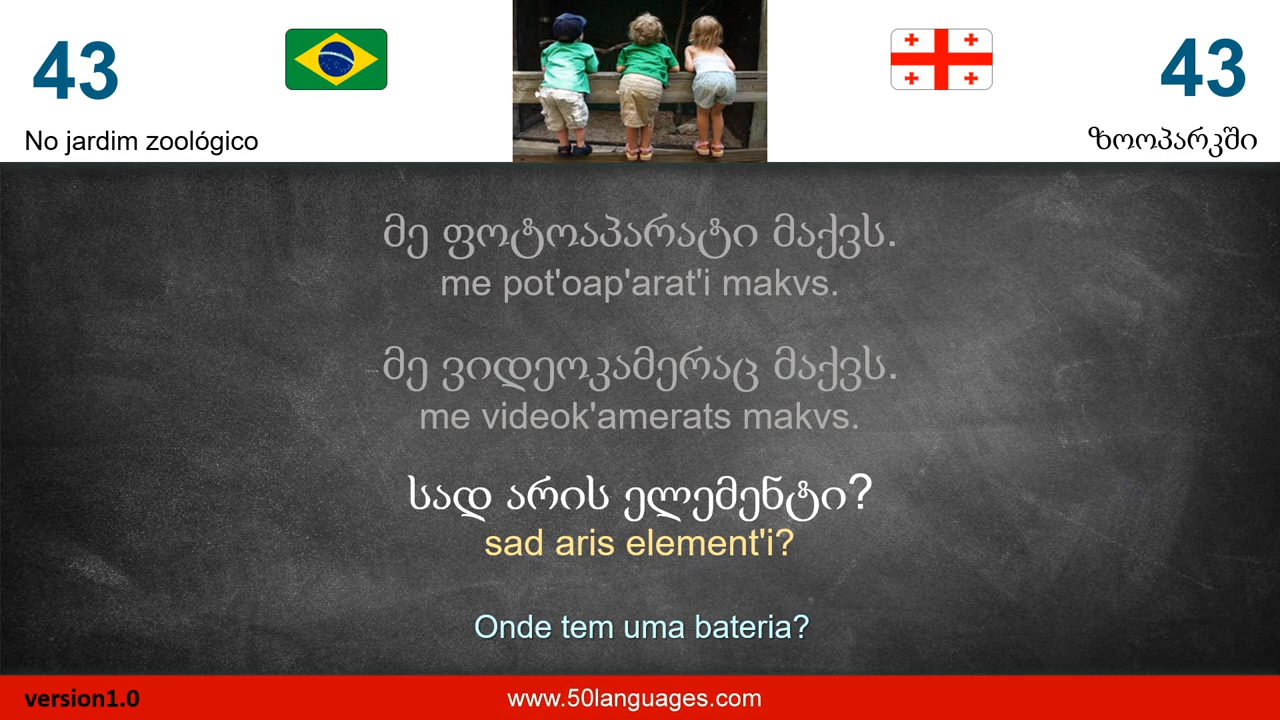 43
43
No jardim zoológico
ზოოპარკში
მე ფოტოაპარატი მაქვს.
me pot'oap'arat'i makvs.
მე ვიდეოკამერაც მაქვს.
me videok'amerats makvs.
სად არის ელემენტი?
sad aris element'i?
Onde tem uma bateria?
version1.0
www.50languages.com